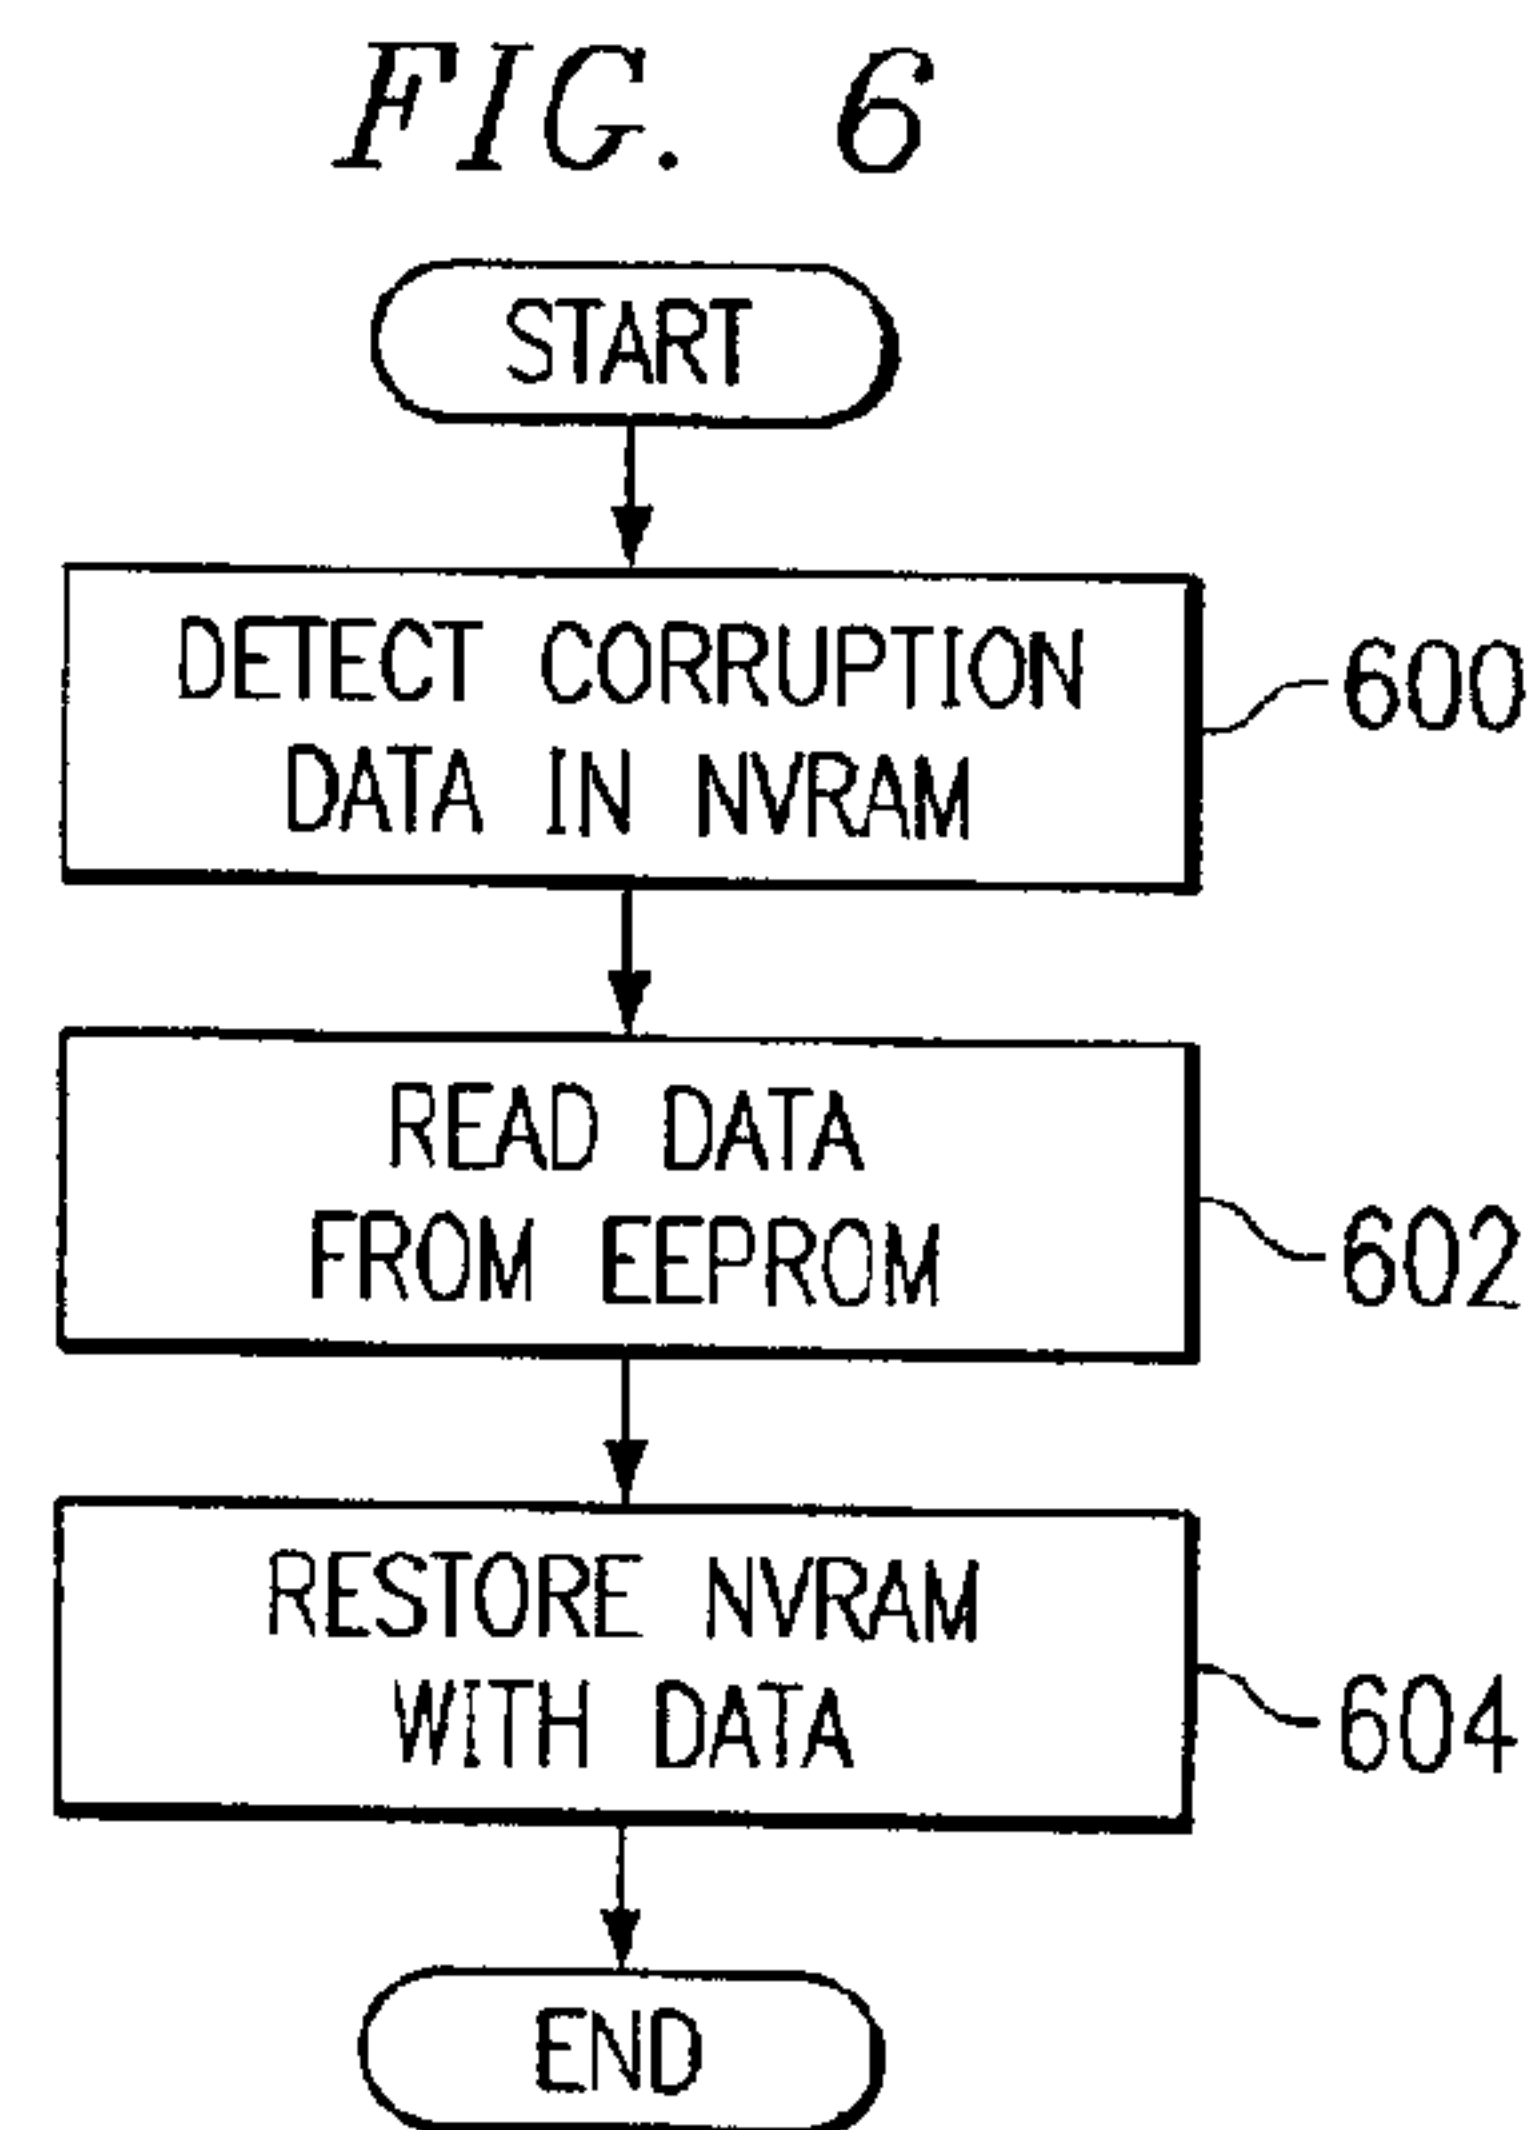 FIG. 6
START
DETECT CORRUPTION
DATA IN NVRAM
600
READ DATA
FROM EEPROM
602
RESTORE NVRAM
WITH DATA
604
END